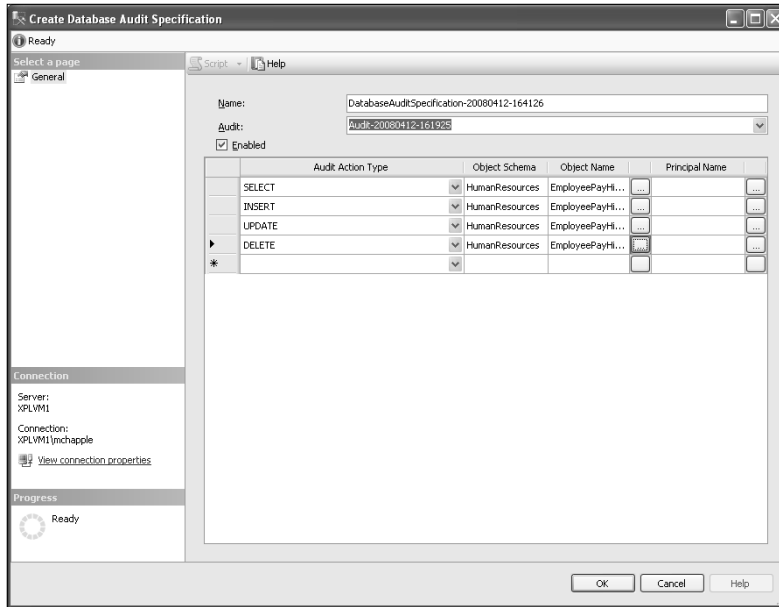 Create Database Audit Specification
Ready
Select a page
General
Script
Help
Name:
DatabaseAuditSpecification-20080412-164126
Audit:
Audit-20080412-161925
Enabled
Audit Action Type Object Schema Object Name Principal Name
SELECT HumanResources EmployeePayHi... ... ...
INSERT HumanResources EmployeePayHi... ... ...
UPDATE HumanResources EmployeePayHi... ... ...
DELETE HumanResources EmployeePayHi... ... ...
Connection
Server:
XPLVM1
Connection:
XPLVM1\mchapple
View connection properties
Progress
Ready
OK Cancel Help